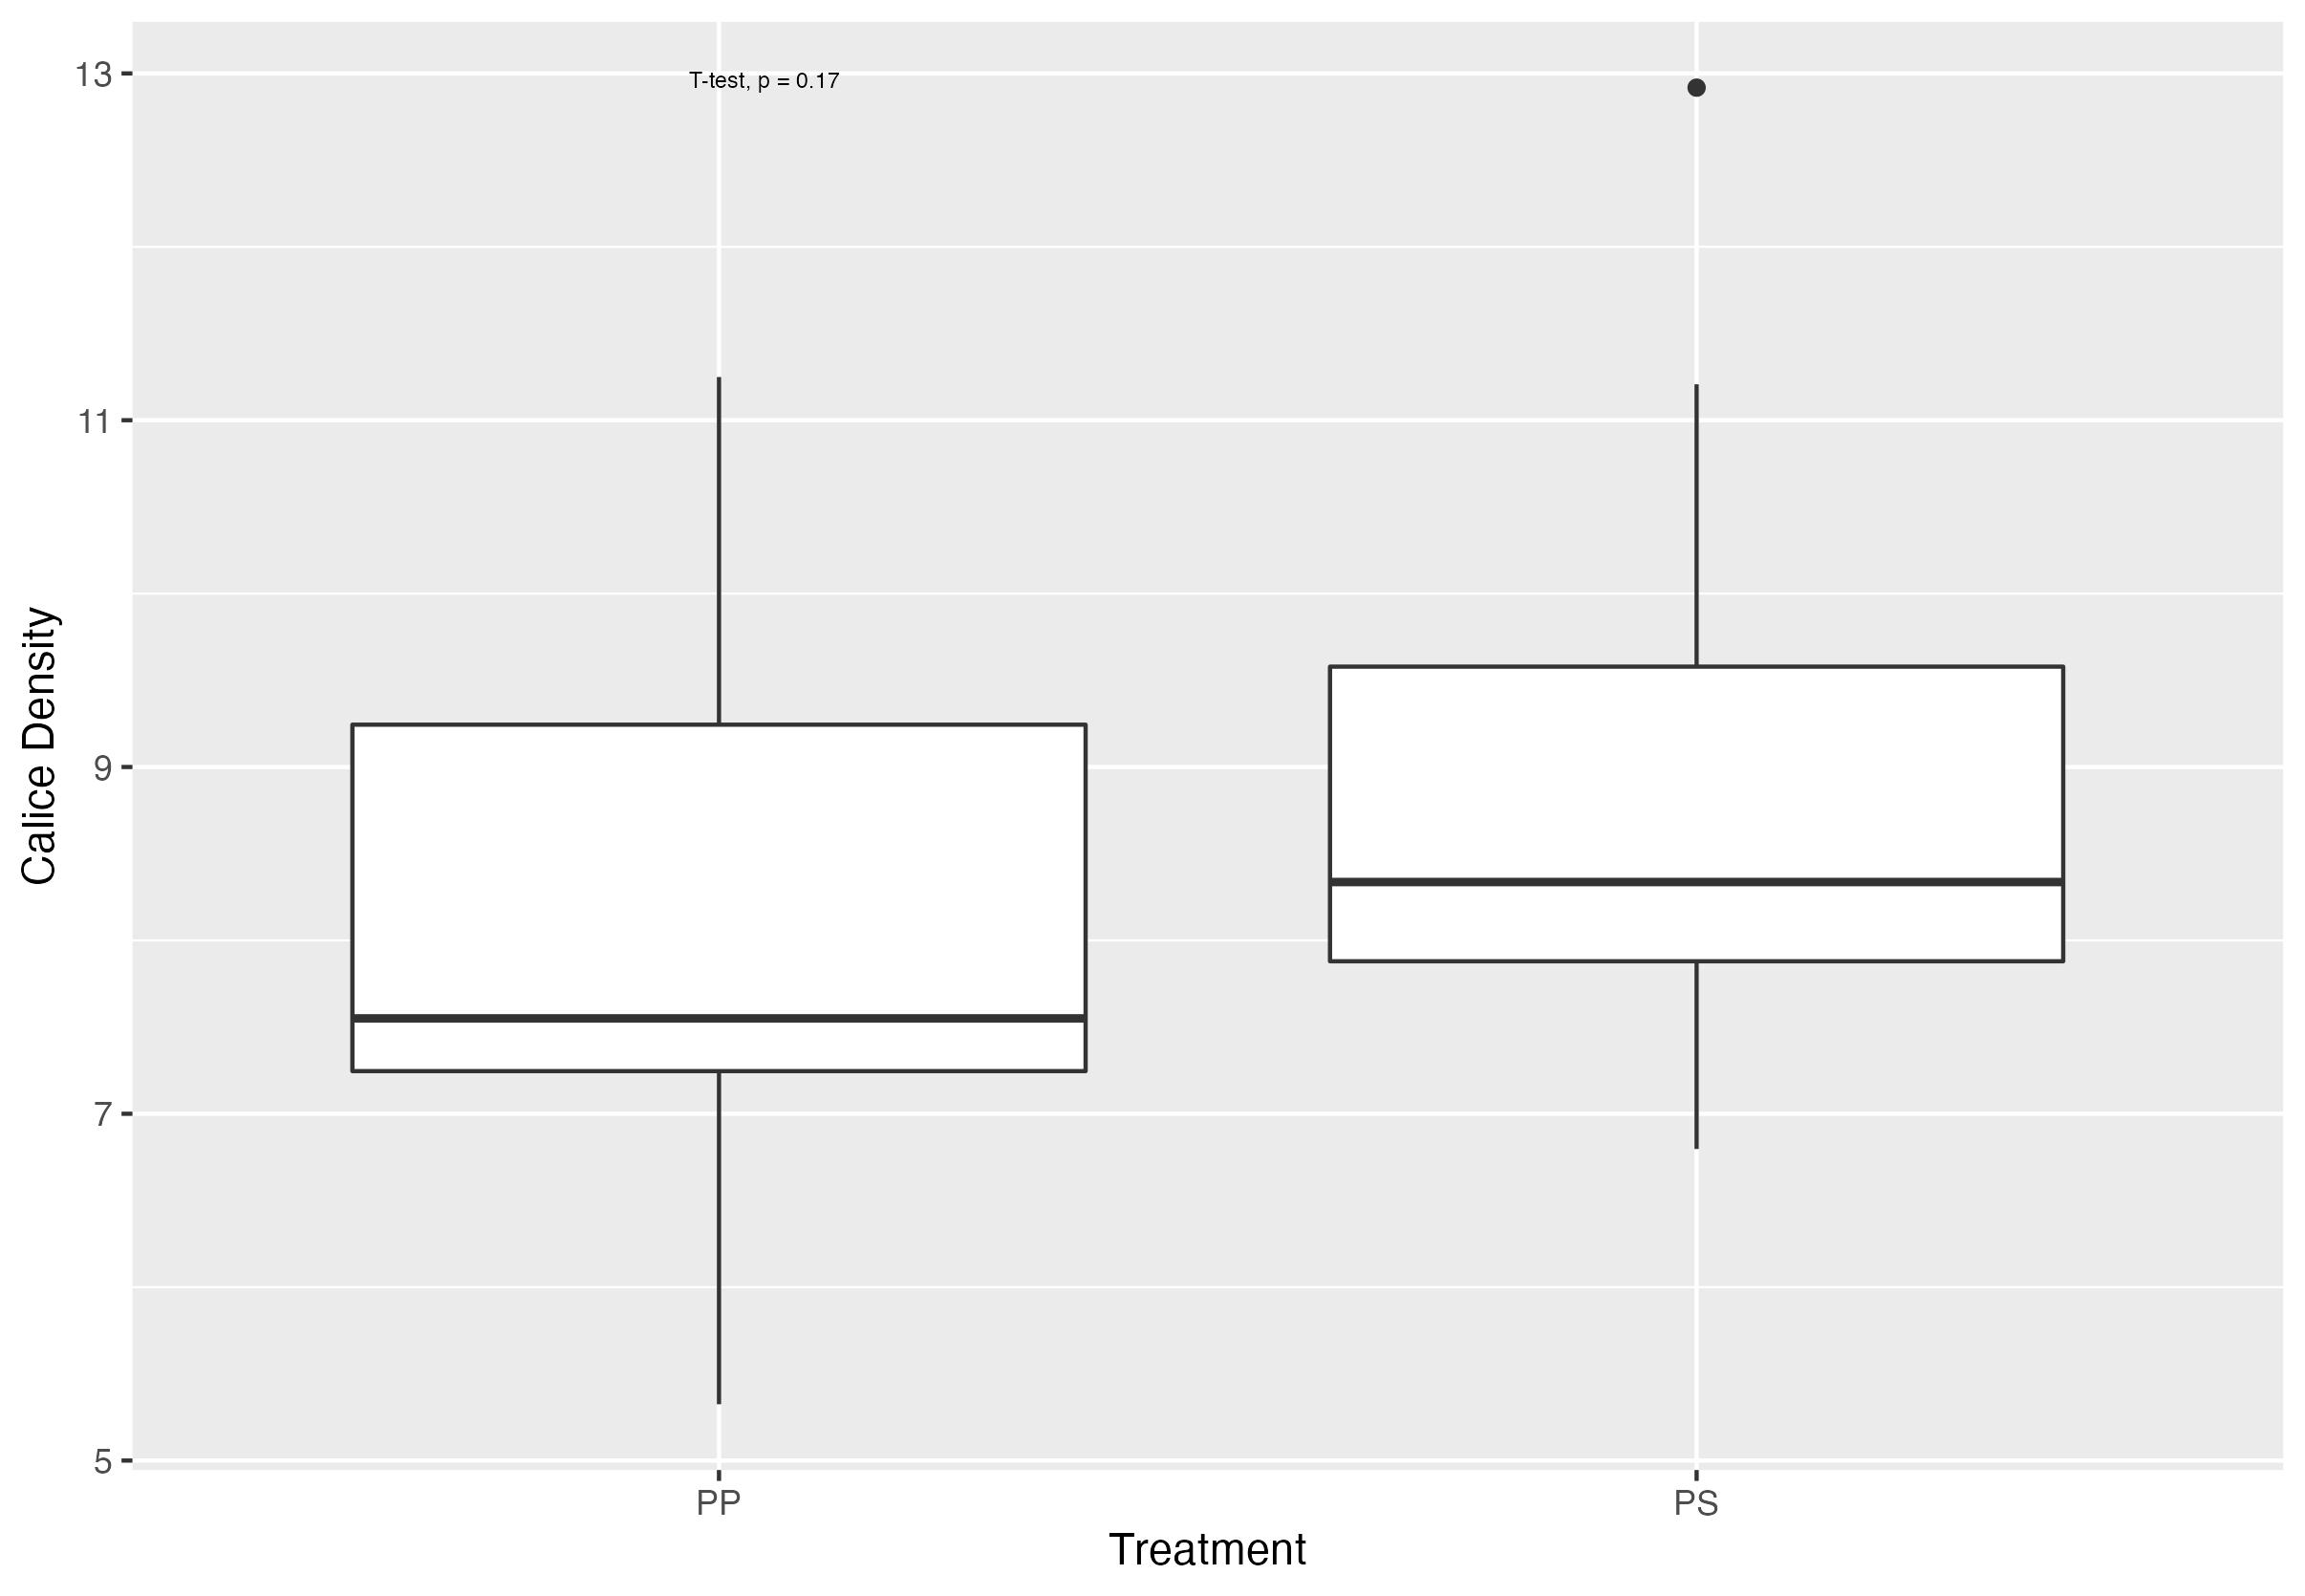 T-test, p = 0.17
13
11
9
7
5
Calice Density
PP
PS
Treatment